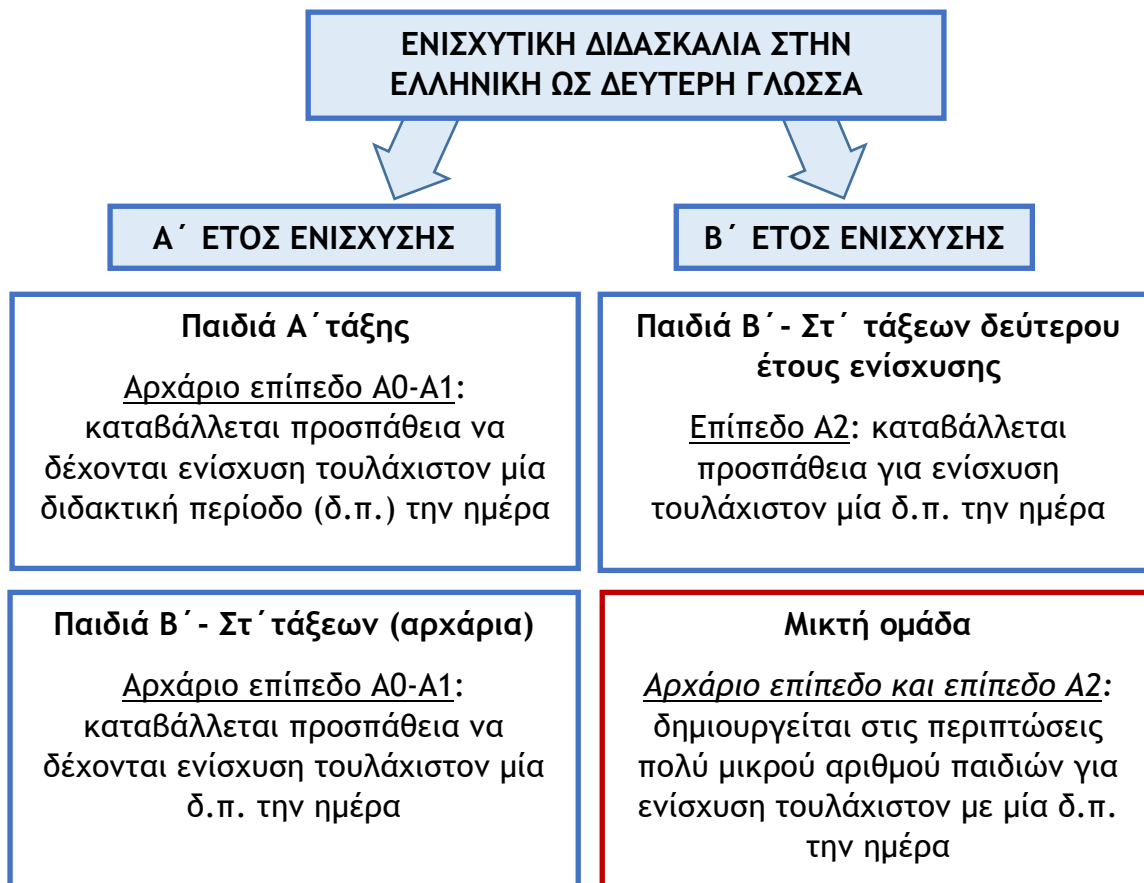 ΕΝΙΣΧΥΤΙΚΗ ΔΙΔΑΣΚΑΛΙΑ ΣΤΗΝ
ΕΛΛΗΝΙΚΗ ΩΣ ΔΕΥΤΕΡΗ ΓΛΩΣΣΑ
Α΄ ΕΤΟΣ ΕΝΙΣΧΥΣΗΣ
Β΄ ΕΤΟΣ ΕΝΙΣΧΥΣΗΣ
Παιδιά Α΄τάξης
Αρχάριο επίπεδο Α0-Α1:
καταβάλλεται προσπάθεια να
δέχονται ενίσχυση τουλάχιστον μία
διδακτική περίοδο (δ.π.) την ημέρα
Παιδιά Β΄- Στ΄ τάξεων δεύτερου
έτους ενίσχυσης
Επίπεδο Α2: καταβάλλεται
προσπάθεια για ενίσχυση
τουλάχιστον μία δ.π. την ημέρα
Παιδιά Β΄- Στ΄τάξεων (αρχάρια)
Αρχάριο επίπεδο Α0-Α1:
καταβάλλεται προσπάθεια να
δέχονται ενίσχυση τουλάχιστον μία
δ.π. την ημέρα
Μικτή ομάδα
Αρχάριο επίπεδο και επίπεδο Α2:
δημιουργείται στις περιπτώσεις
πολύ μικρού αριθμού παιδιών για
ενίσχυση τουλάχιστον με μία δ.π.
την ημέρα